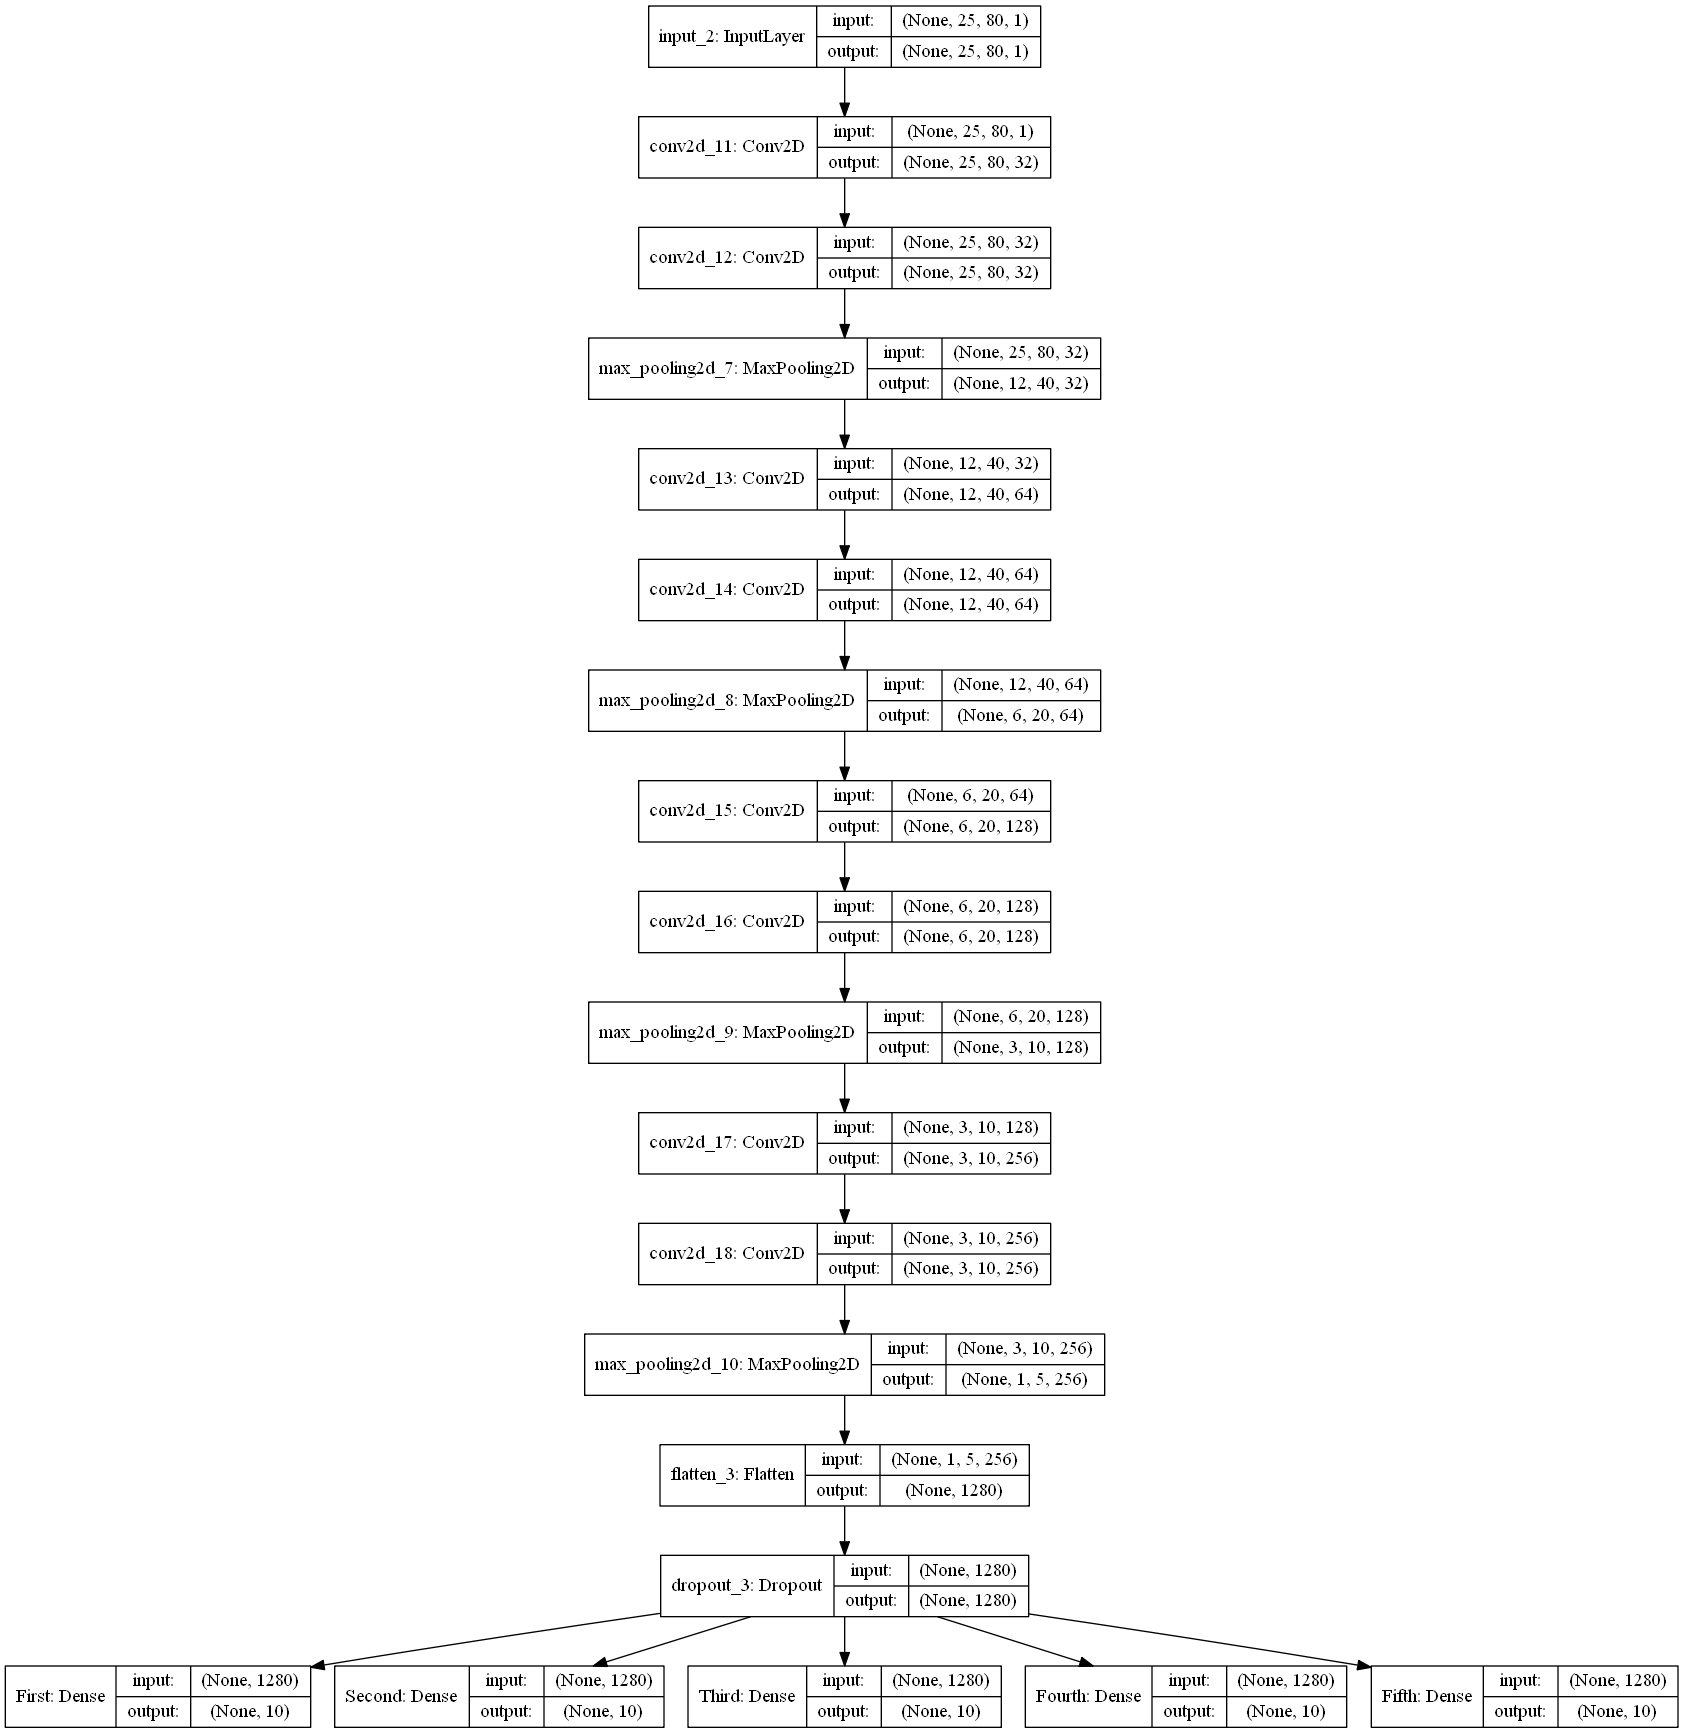 input_2: InputLayer input: (None, 25, 80, 1)
output: (None, 25, 80, 1)
conv2d_11: Conv2D input: (None, 25, 80, 1)
output: (None, 25, 80, 32)
conv2d_12: Conv2D input: (None, 25, 80, 32)
output: (None, 25, 80, 32)
max_pooling2d_7: MaxPooling2D input: (None, 25, 80, 32)
output: (None, 12, 40, 32)
conv2d_13: Conv2D input: (None, 12, 40, 32)
output: (None, 12, 40, 64)
conv2d_14: Conv2D input: (None, 12, 40, 64)
output: (None, 12, 40, 64)
max_pooling2d_8: MaxPooling2D input: (None, 12, 40, 64)
output: (None, 6, 20, 64)
conv2d_15: Conv2D input: (None, 6, 20, 64)
output: (None, 6, 20, 128)
conv2d_16: Conv2D input: (None, 6, 20, 128)
output: (None, 6, 20, 128)
max_pooling2d_9: MaxPooling2D input: (None, 6, 20, 128)
output: (None, 3, 10, 128)
conv2d_17: Conv2D input: (None, 3, 10, 128)
output: (None, 3, 10, 256)
conv2d_18: Conv2D input: (None, 3, 10, 256)
output: (None, 3, 10, 256)
max_pooling2d_10: MaxPooling2D input: (None, 3, 10, 256)
output: (None, 1, 5, 256)
flatten_3: Flatten input: (None, 1, 5, 256)
output: (None, 1280)
dropout_3: Dropout input: (None, 1280)
output: (None, 1280)
First: Dense input: (None, 1280)
output: (None, 10)
Second: Dense input: (None, 1280)
output: (None, 10)
Third: Dense input: (None, 1280)
output: (None, 10)
Fourth: Dense input: (None, 1280)
output: (None, 10)
Fifth: Dense input: (None, 1280)
output: (None, 10)